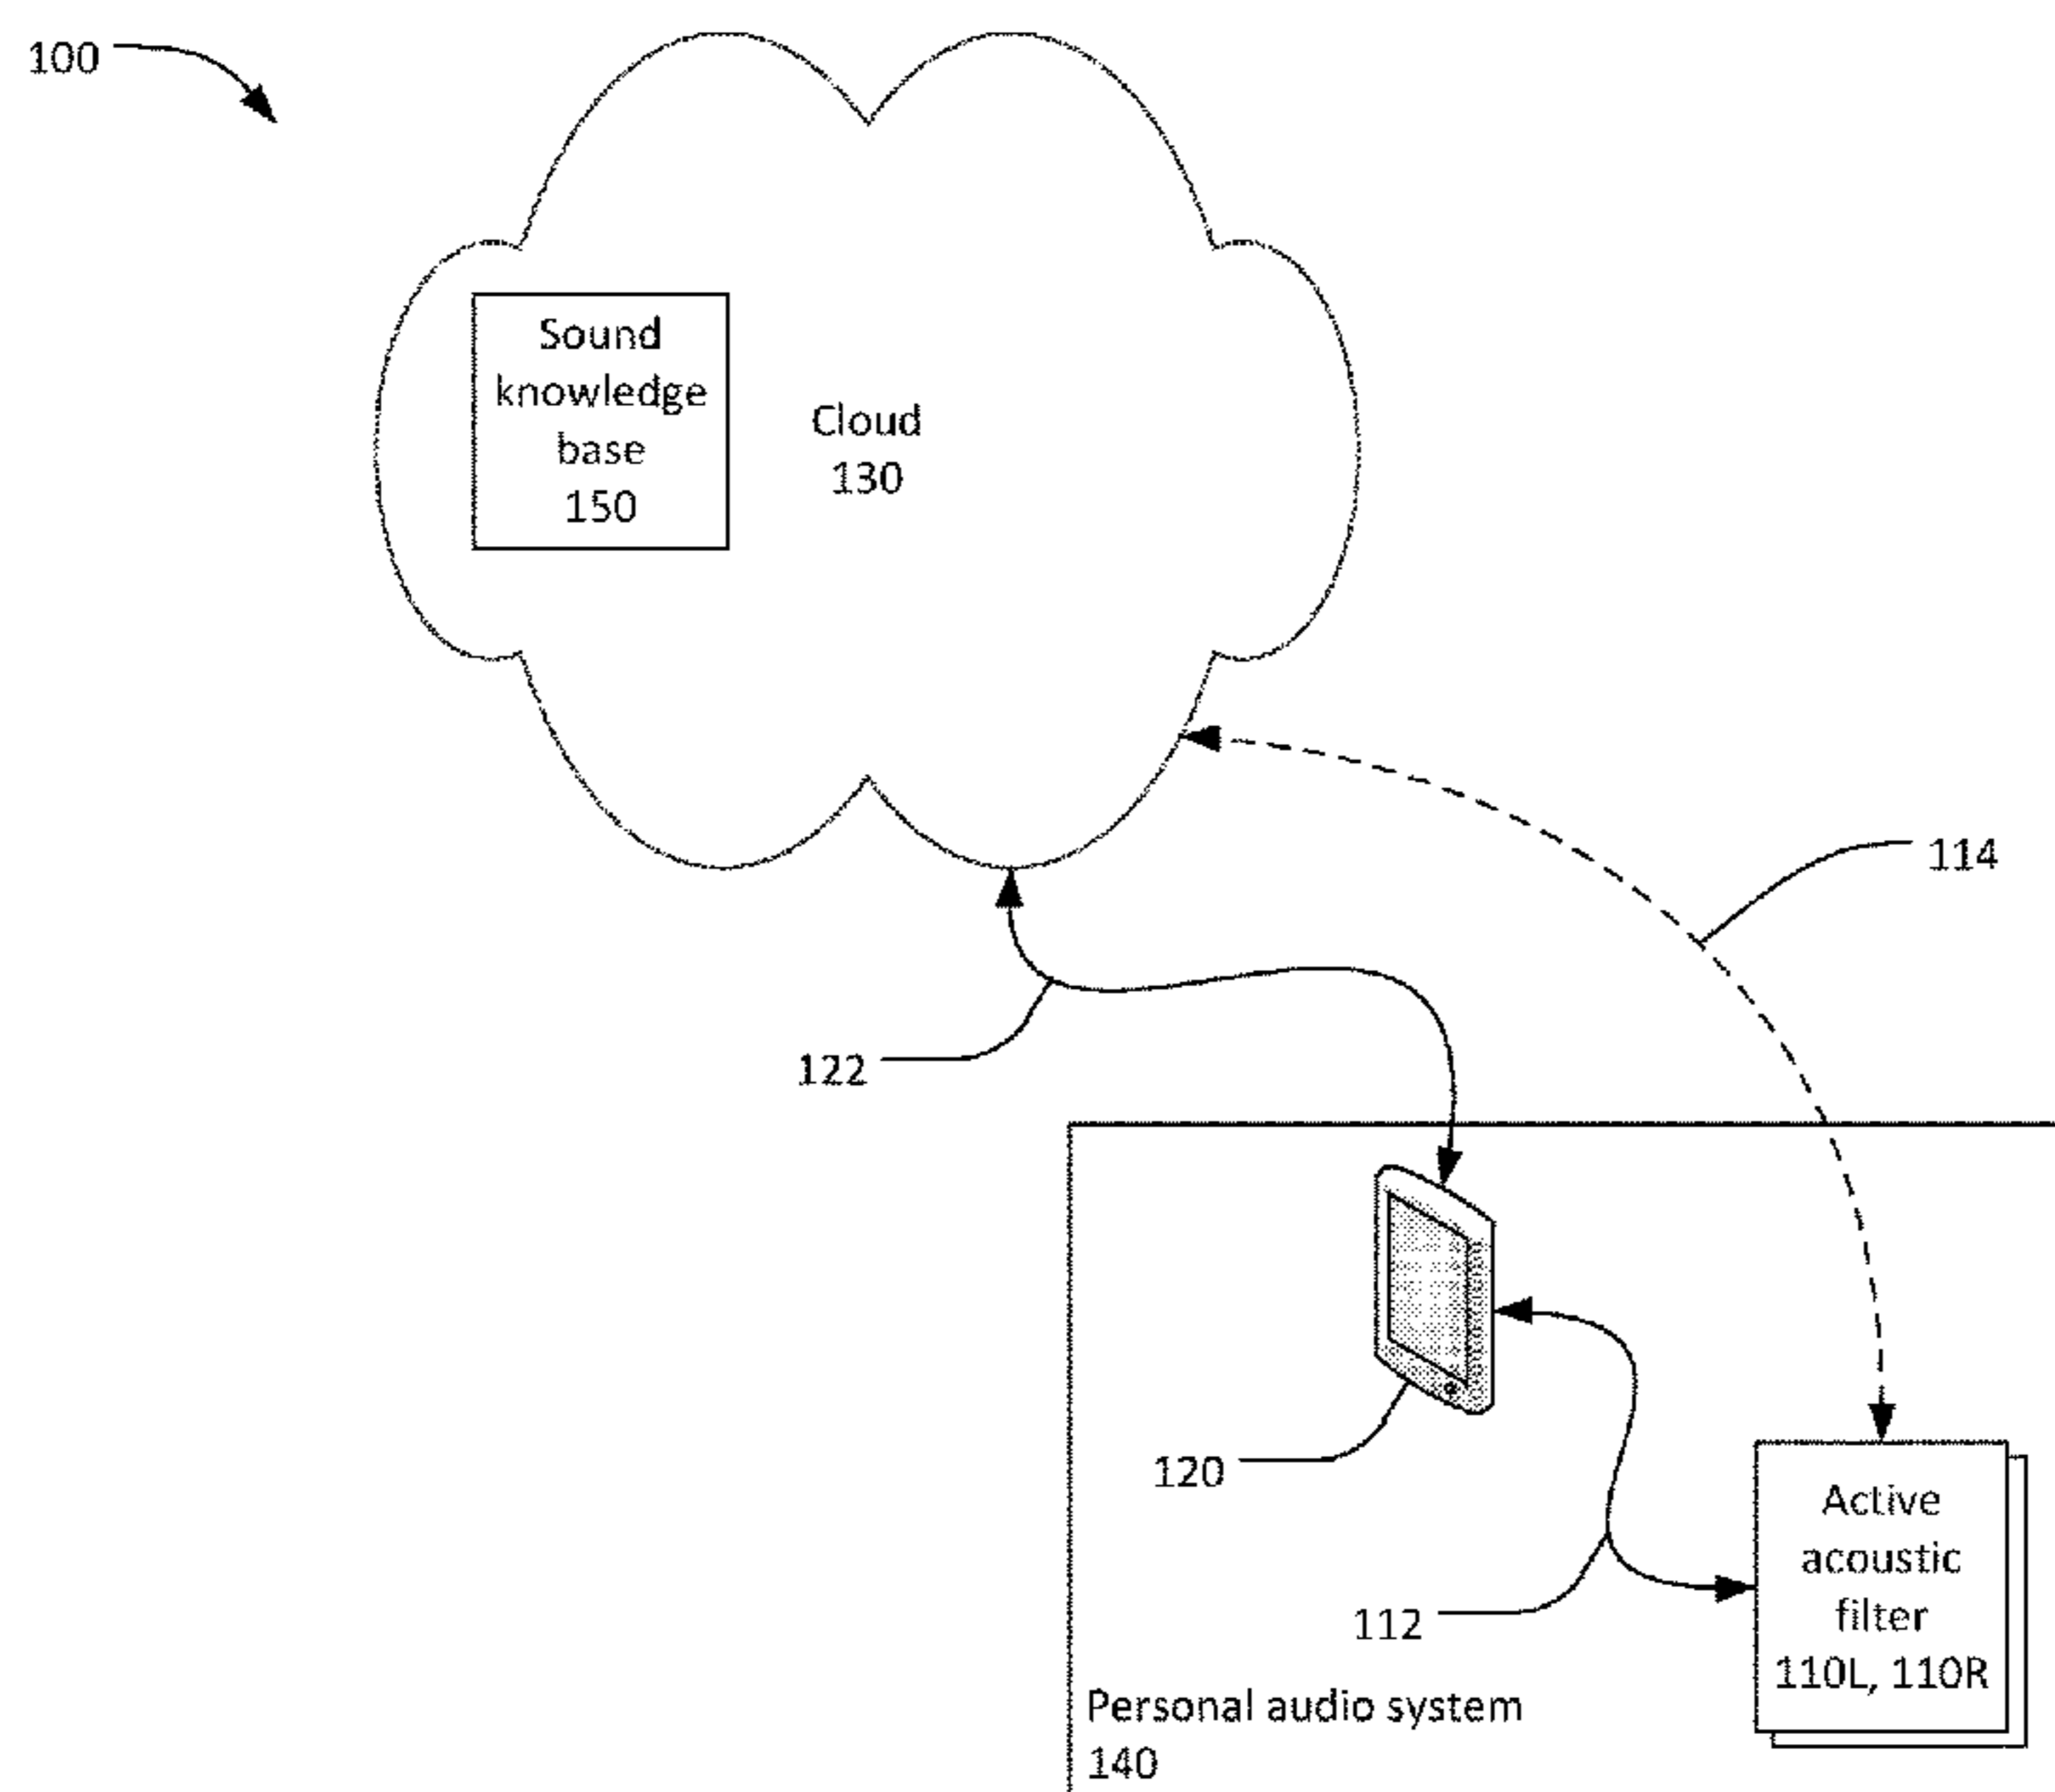 100
Sound
knowledge
base
150
Cloud
130
114
122
120
112
Active
acoustic
filter
110L, 110R
Personal audio system
140